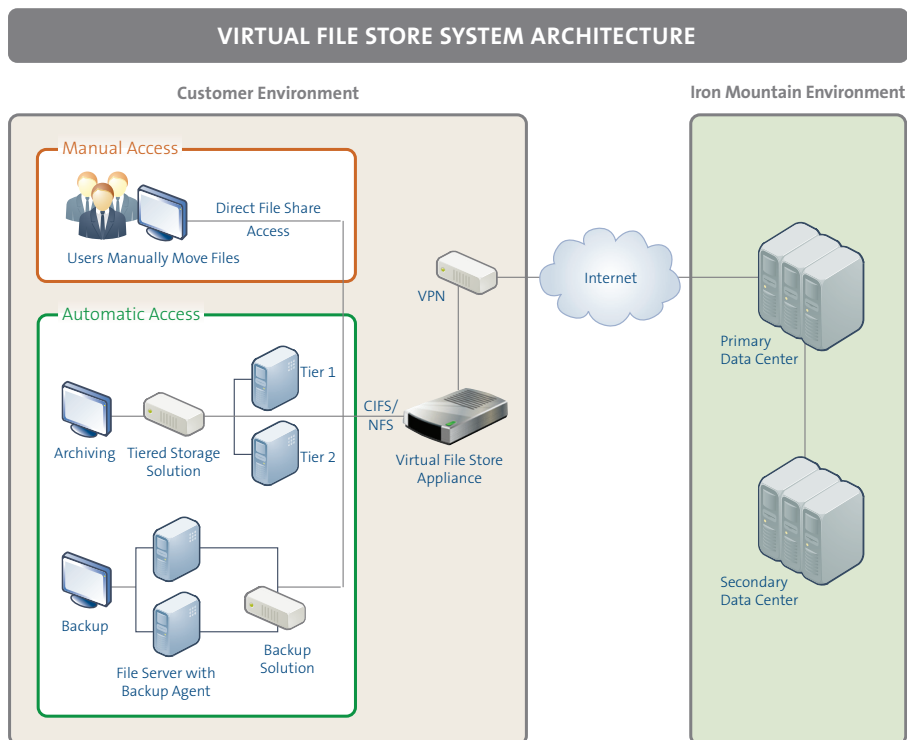 VIRTUAL FILE STORE SYSTEM ARCHITECTURE
Customer Environment
Iron Mountain Environment
Manual Access
Direct File Share
Access
Users Manually Move Files
VPN
Internet
Primary
Data Center
Automatic Access
Tier 1
Archiving
Tiered Storage
Solution
Tier 2
CIFS/
NFS
Virtual File Store
Appliance
Backup
File Server with
Backup Agent
Backup
Solution
Secondary
Data Center